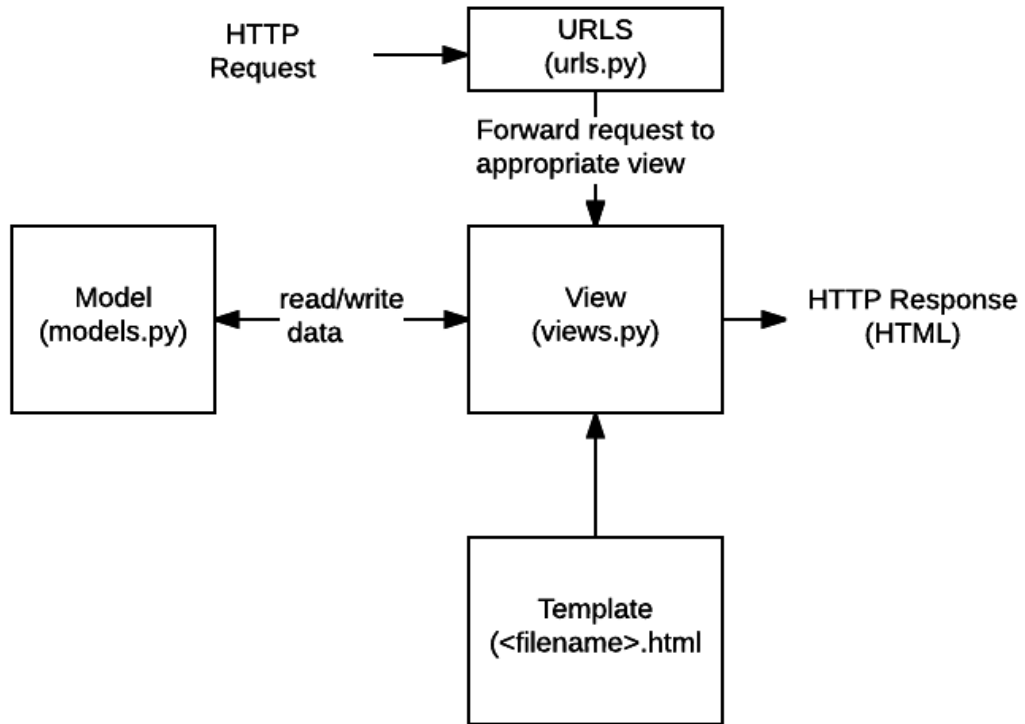 HTTP
Request
URLS
(urls.py)
Forward request to
appropriate view
Model
(models.py)
read/write
data
View
(views.py)
HTTP Response
(HTML)
Template
(<filename>.html